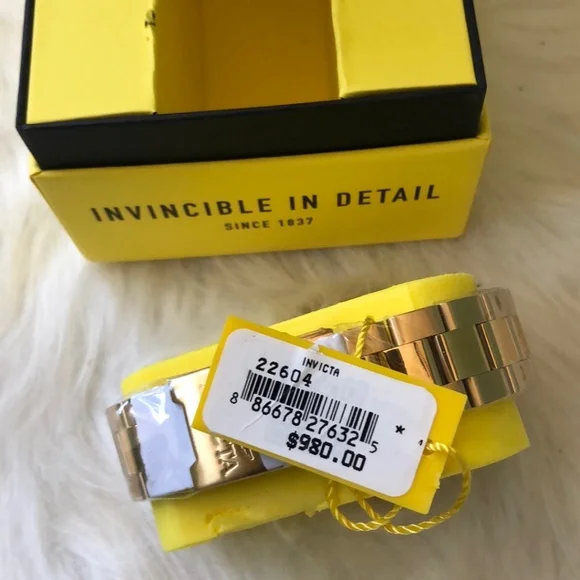 INVINCIBLE IN DETAIL
SINCE 1837
INVICTA
22604
8 86678 27632 5 *
$980.00